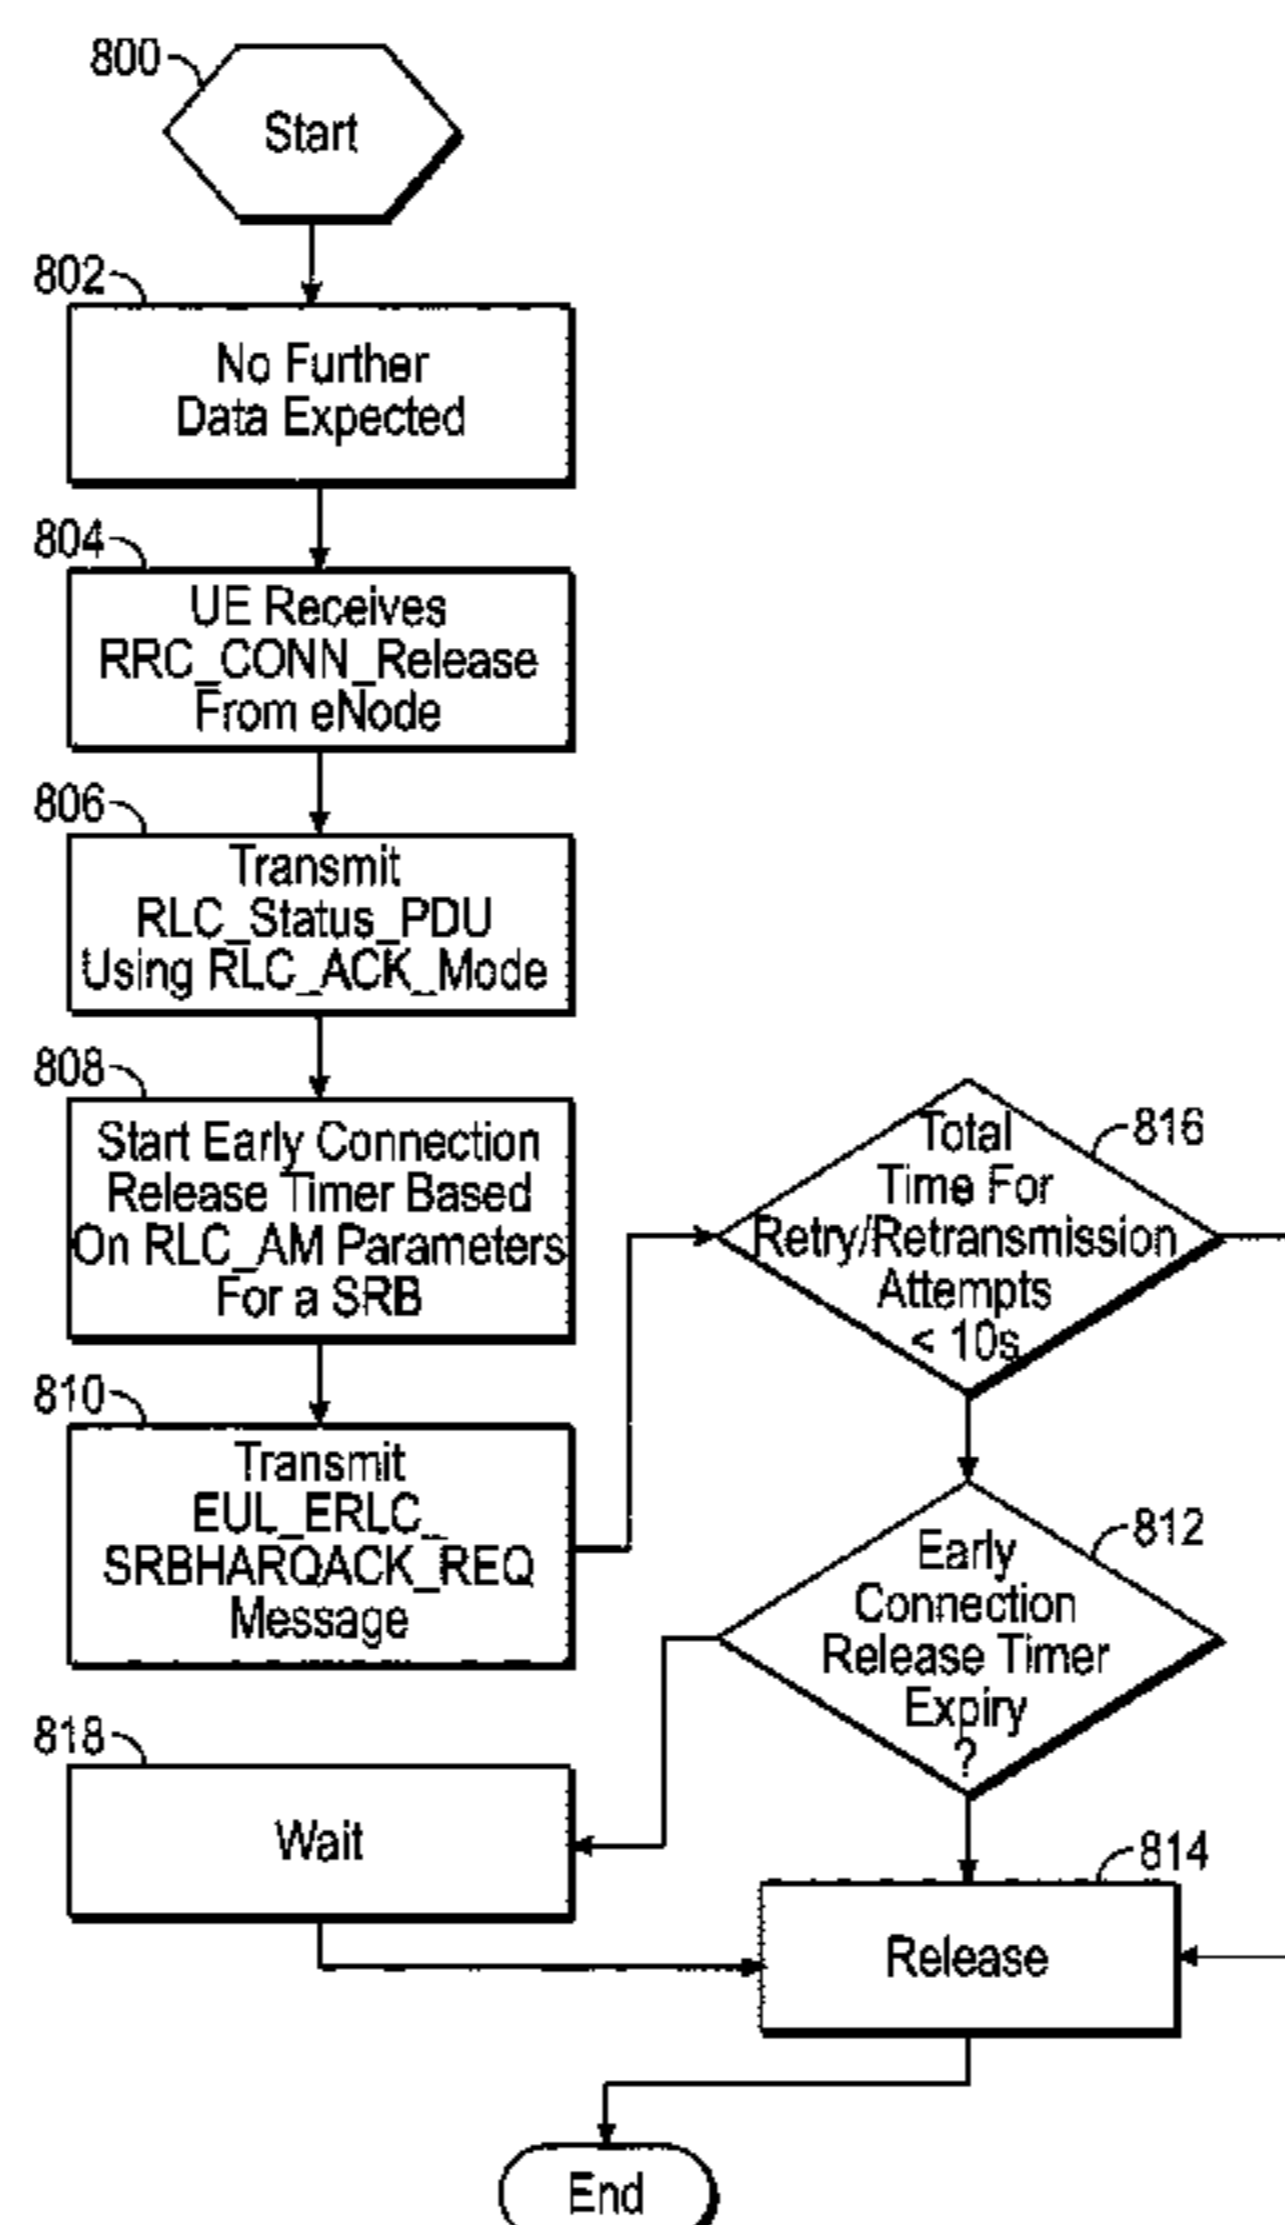 800
Start
802
No Further
Data Expected
804
UE Receives
RRC_CONN_Release
From eNode
806
Transmit
RLC_Status_PDU
Using RLC_ACK_Mode
808
Start Early Connection
Release Timer Based
On RLC_AM Parameters
For a SRB
810
Transmit
EUL_ERLC_
SRBHARQACK_REQ
Message
816
Total
Time For
Retry/Retransmission
Attempts
< 10s
812
Early
Connection
Release Timer
Expiry
?
818
Wait
814
Release
End